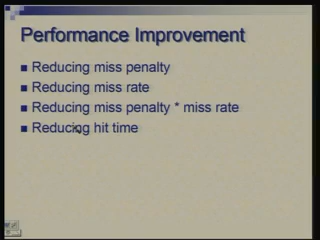 Performance Improvement
Reducing miss penalty
Reducing miss rate
Reducing miss penalty * miss rate
Reducing hit time